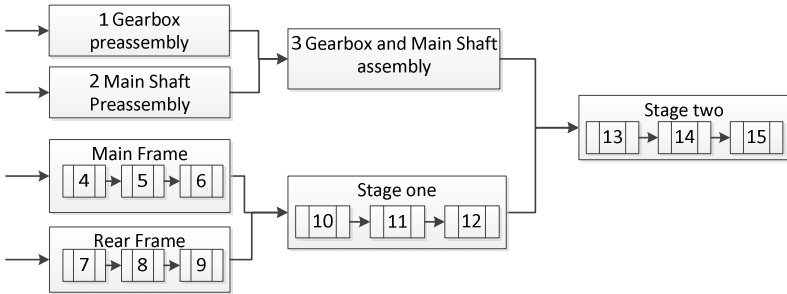 1 Gearbox
preassembly
2 Main Shaft
Preassembly
3 Gearbox and Main Shaft
assembly
Main Frame
4 5 6
Rear Frame
7 8 9
Stage one
10 11 12
Stage two
13 14 15